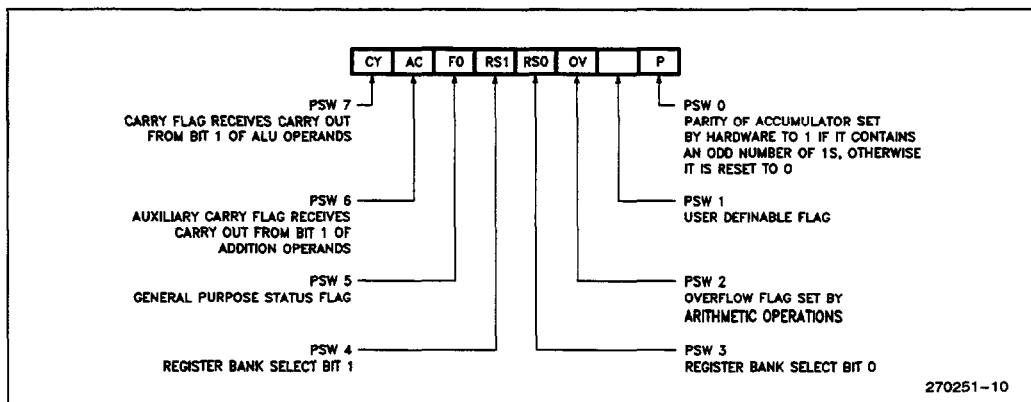 CY AC F0 RS1 RS0 OV P
PSW 7
CARRY FLAG RECEIVES CARRY OUT
FROM BIT 1 OF ALU OPERANDS
PSW 6
AUXILIARY CARRY FLAG RECEIVES
CARRY OUT FROM BIT 1 OF
ADDITION OPERANDS
PSW 5
GENERAL PURPOSE STATUS FLAG
PSW 4
REGISTER BANK SELECT BIT 1
PSW 0
PARITY OF ACCUMULATOR SET
BY HARDWARE TO 1 IF IT CONTAINS
AN ODD NUMBER OF 1S, OTHERWISE
IT IS RESET TO 0
PSW 1
USER DEFINABLE FLAG
PSW 2
OVERFLOW FLAG SET BY
ARITHMETIC OPERATIONS
PSW 3
REGISTER BANK SELECT BIT 0
270251-10